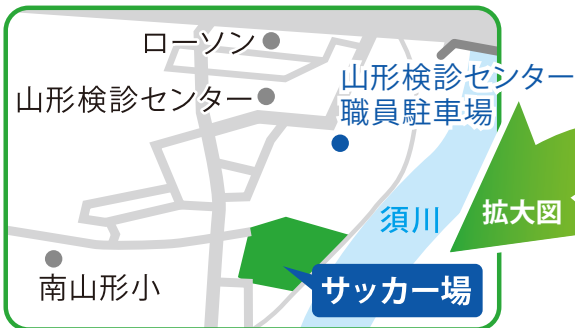 ローソン
山形検診センター
山形検診センター
職員駐車場
須川
拡大図
南山形小
サッカー場